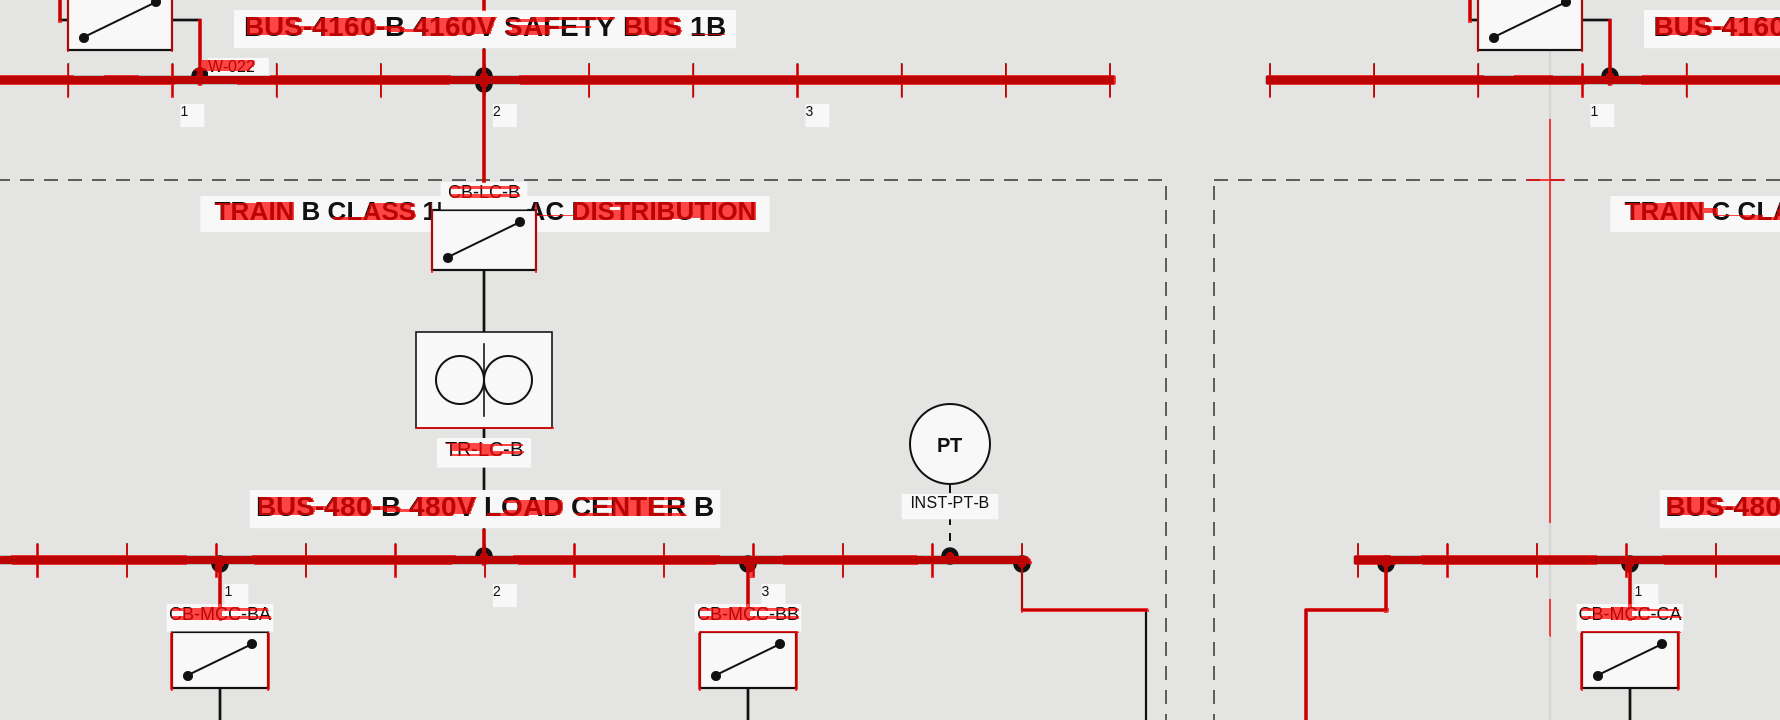 BUS-4160-B 4160V SAFETY BUS 1B
BUS-4160
W-022
1
2
3
1
CB-LC-B
TRAIN B CLASS AC DISTRIBUTION
TRAIN C
PT
TR-LC-B
BUS-480-B 480V LOAD CENTER B
INST-PT-B
BUS-480
1
2
3
1
CB-MCC-BA
CB-MCC-BB
CB-MCC-CA